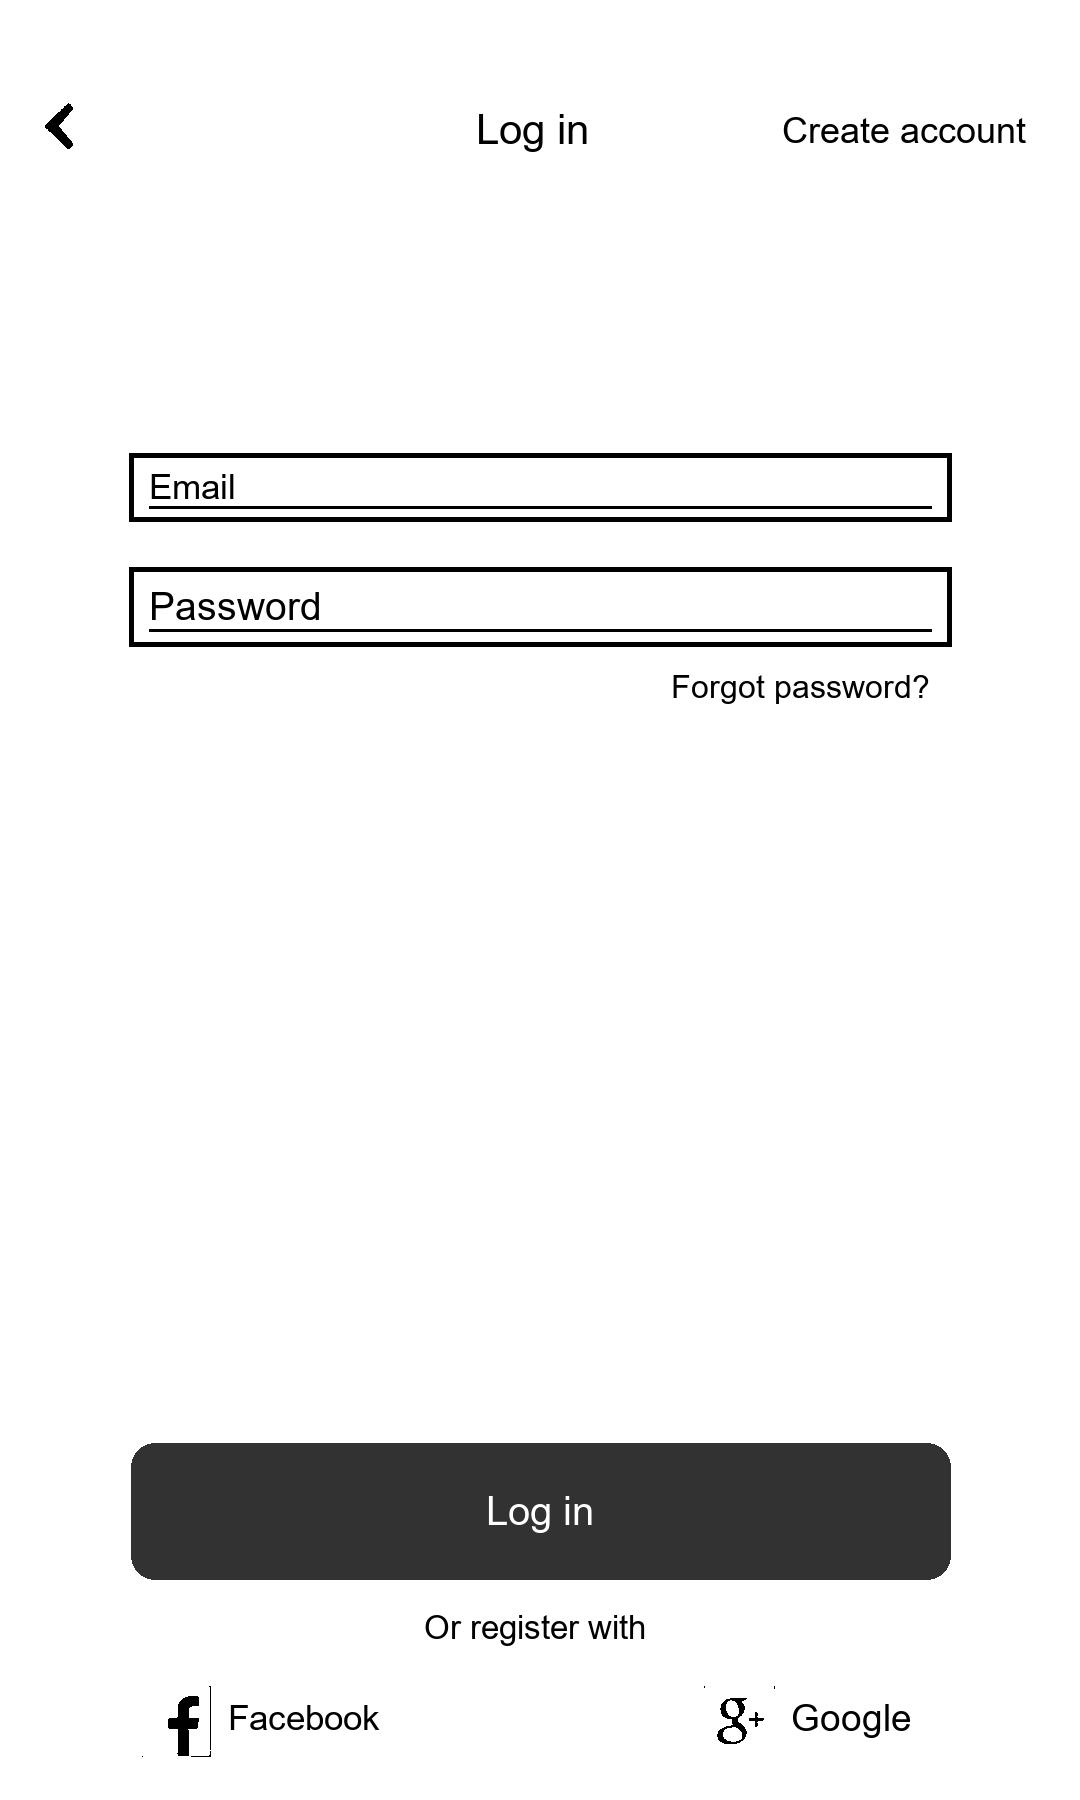 Log in Create account
Email
Password
Forgot password?
Log in
Or register with
f Facebook g+ Google